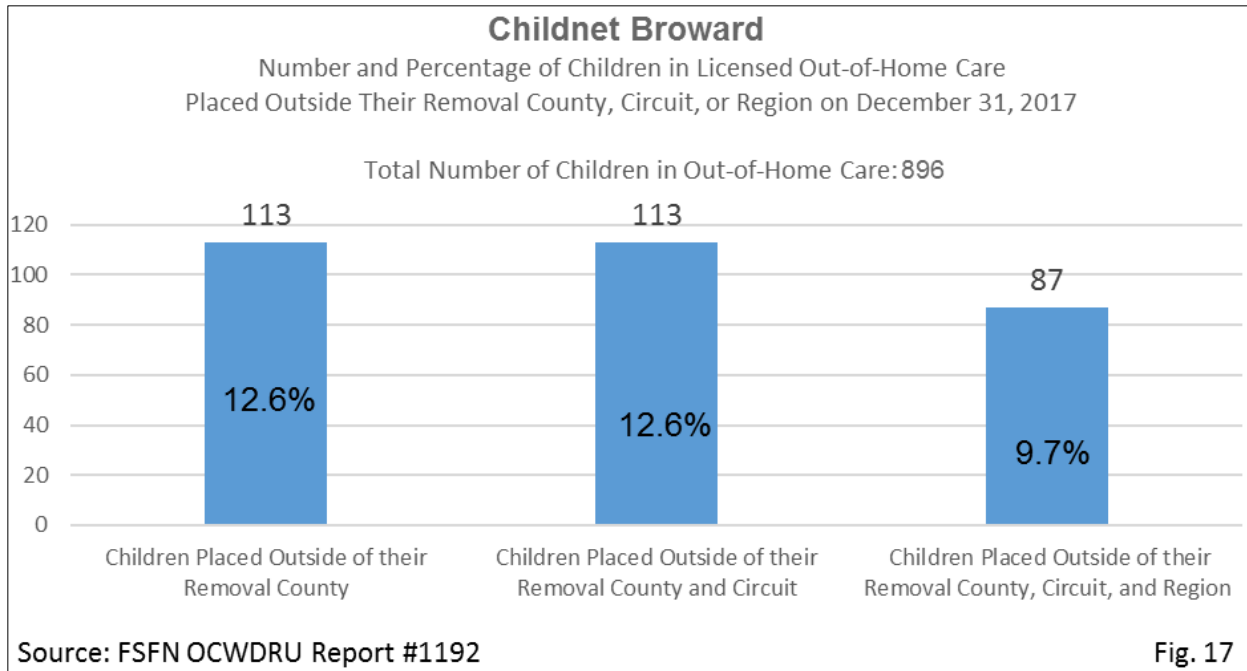 Childnet Broward
Number and Percentage of Children in Licensed Out-of-Home Care
Placed Outside Their Removal County, Circuit, or Region on December 31, 2017
Total Number of Children in Out-of-Home Care: 896
120
100
80
60
40
20
0
113
113
87
12.6%
12.6%
9.7%
Children Placed Outside of their
Removal County
Children Placed Outside of their
Removal County and Circuit
Children Placed Outside of their
Removal County, Circuit, and Region
Source: FSFN OCWDRU Report #1192
Fig. 17